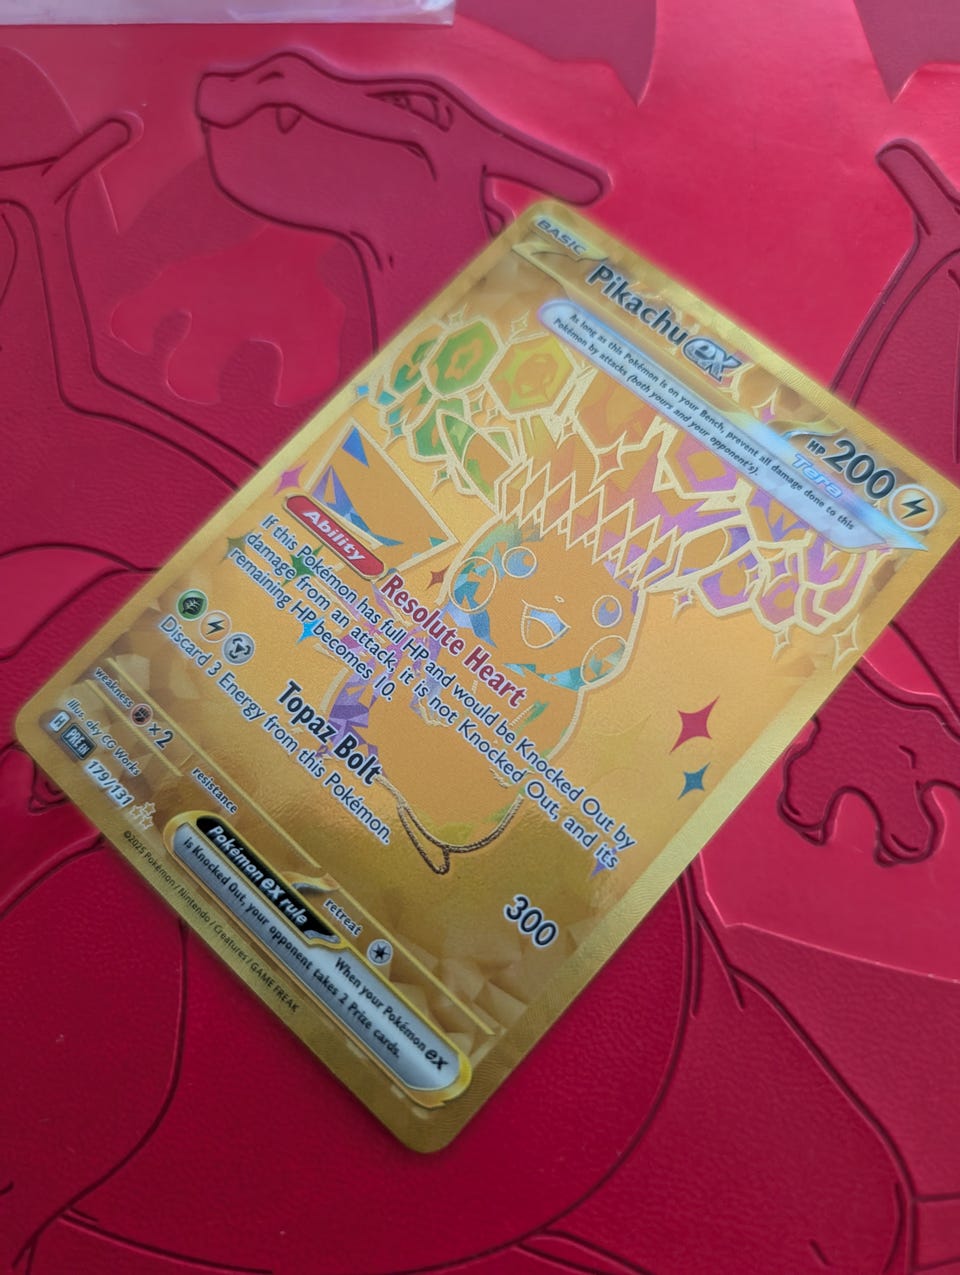 BASIC
Pikachu ex
HP 200
As long as this Pokémon is on your Bench, prevent all damage done to this
Pokémon by attacks (both yours and your opponent's).
Tera
Ability
Resolute Heart
If this Pokémon has full HP and would be Knocked Out by
damage from an attack, it is not Knocked Out, and its
remaining HP becomes 10.
Topaz Bolt
300
Discard 3 Energy from this Pokémon.
weakness ×2
resistance
retreat
Illus. oky CG Works
H PRE EN 179/131
Pokémon ex rule
When your Pokémon ex
is Knocked Out, your opponent takes 2 Prize cards.
©2025 Pokémon / Nintendo / Creatures / GAME FREAK